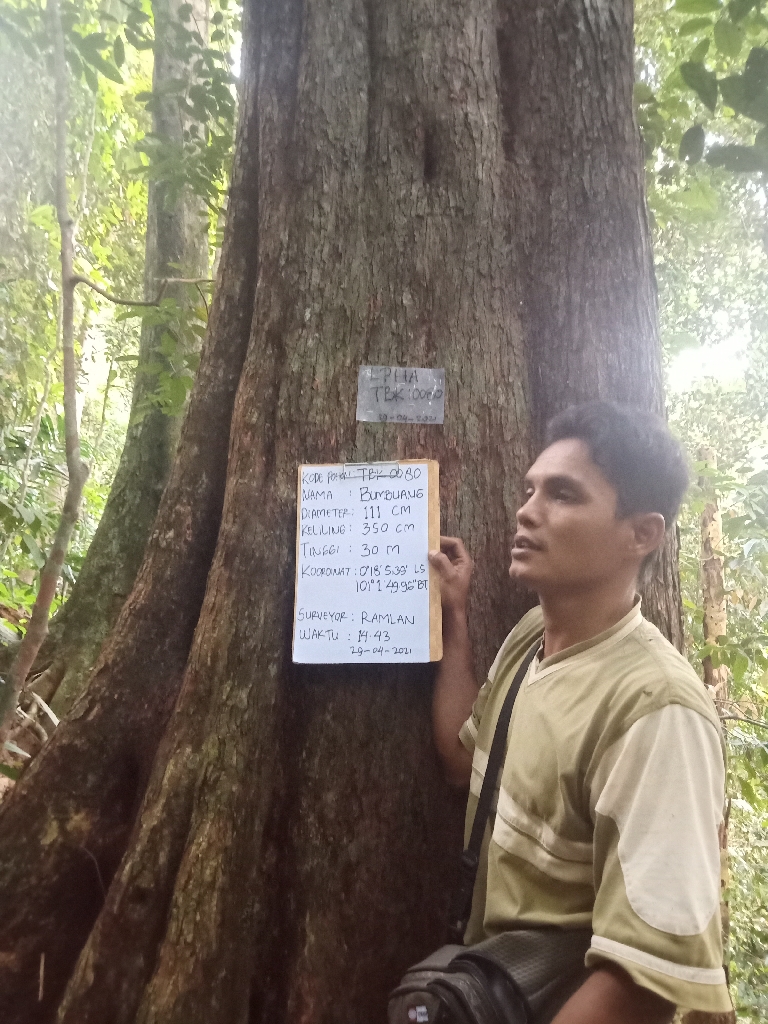 LPHA
TBK:0080
29-04-2021
KODE POHON: TBK 0080
NAMA : BUMBUANG
DIAMETER: 111 CM
KELILING: 350 CM
TINGGI : 30 M
KOORDINAT: 0°18'5.39" LS
101°1'49.96" BT
SURVEYOR: RAMLAN
WAKTU : 14:43
29-04-2021